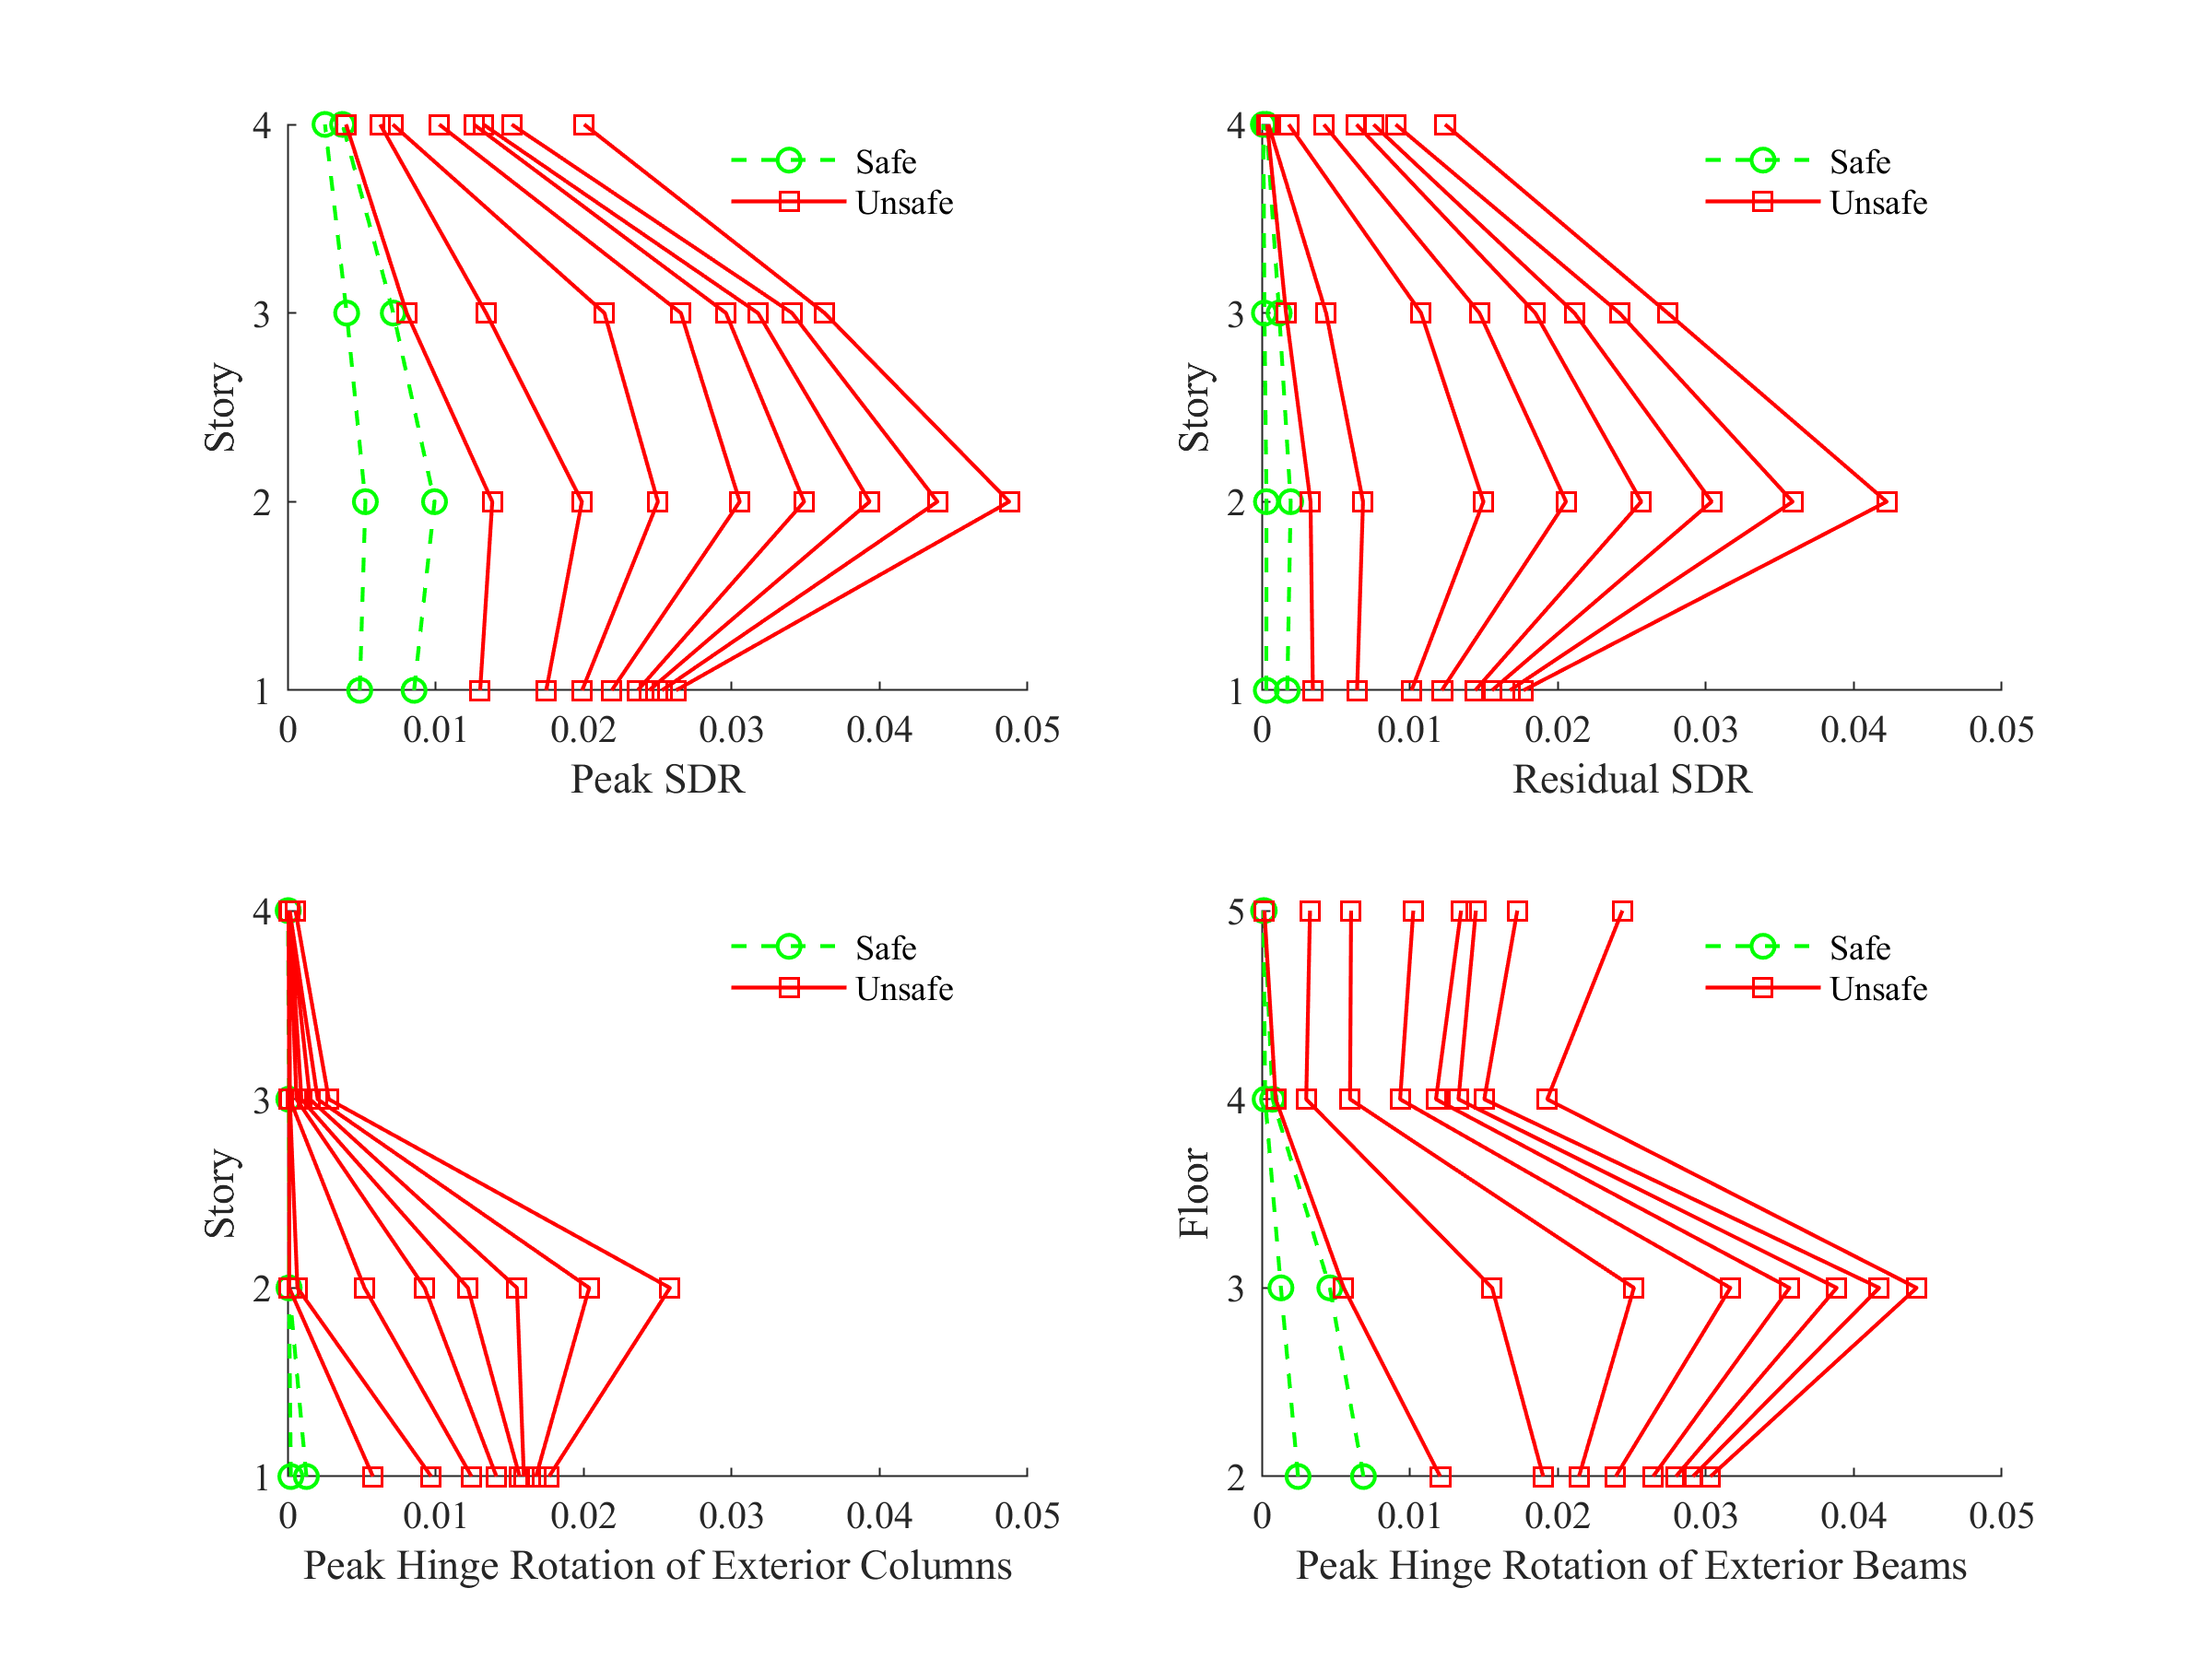 4
3
2
1
Story
0 0.01 0.02 0.03 0.04 0.05
Peak SDR
Safe
Unsafe
4
3
2
1
Story
0 0.01 0.02 0.03 0.04 0.05
Residual SDR
Safe
Unsafe
4
3
2
1
Story
0 0.01 0.02 0.03 0.04 0.05
Peak Hinge Rotation of Exterior Columns
Safe
Unsafe
5
4
3
2
Floor
0 0.01 0.02 0.03 0.04 0.05
Peak Hinge Rotation of Exterior Beams
Safe
Unsafe